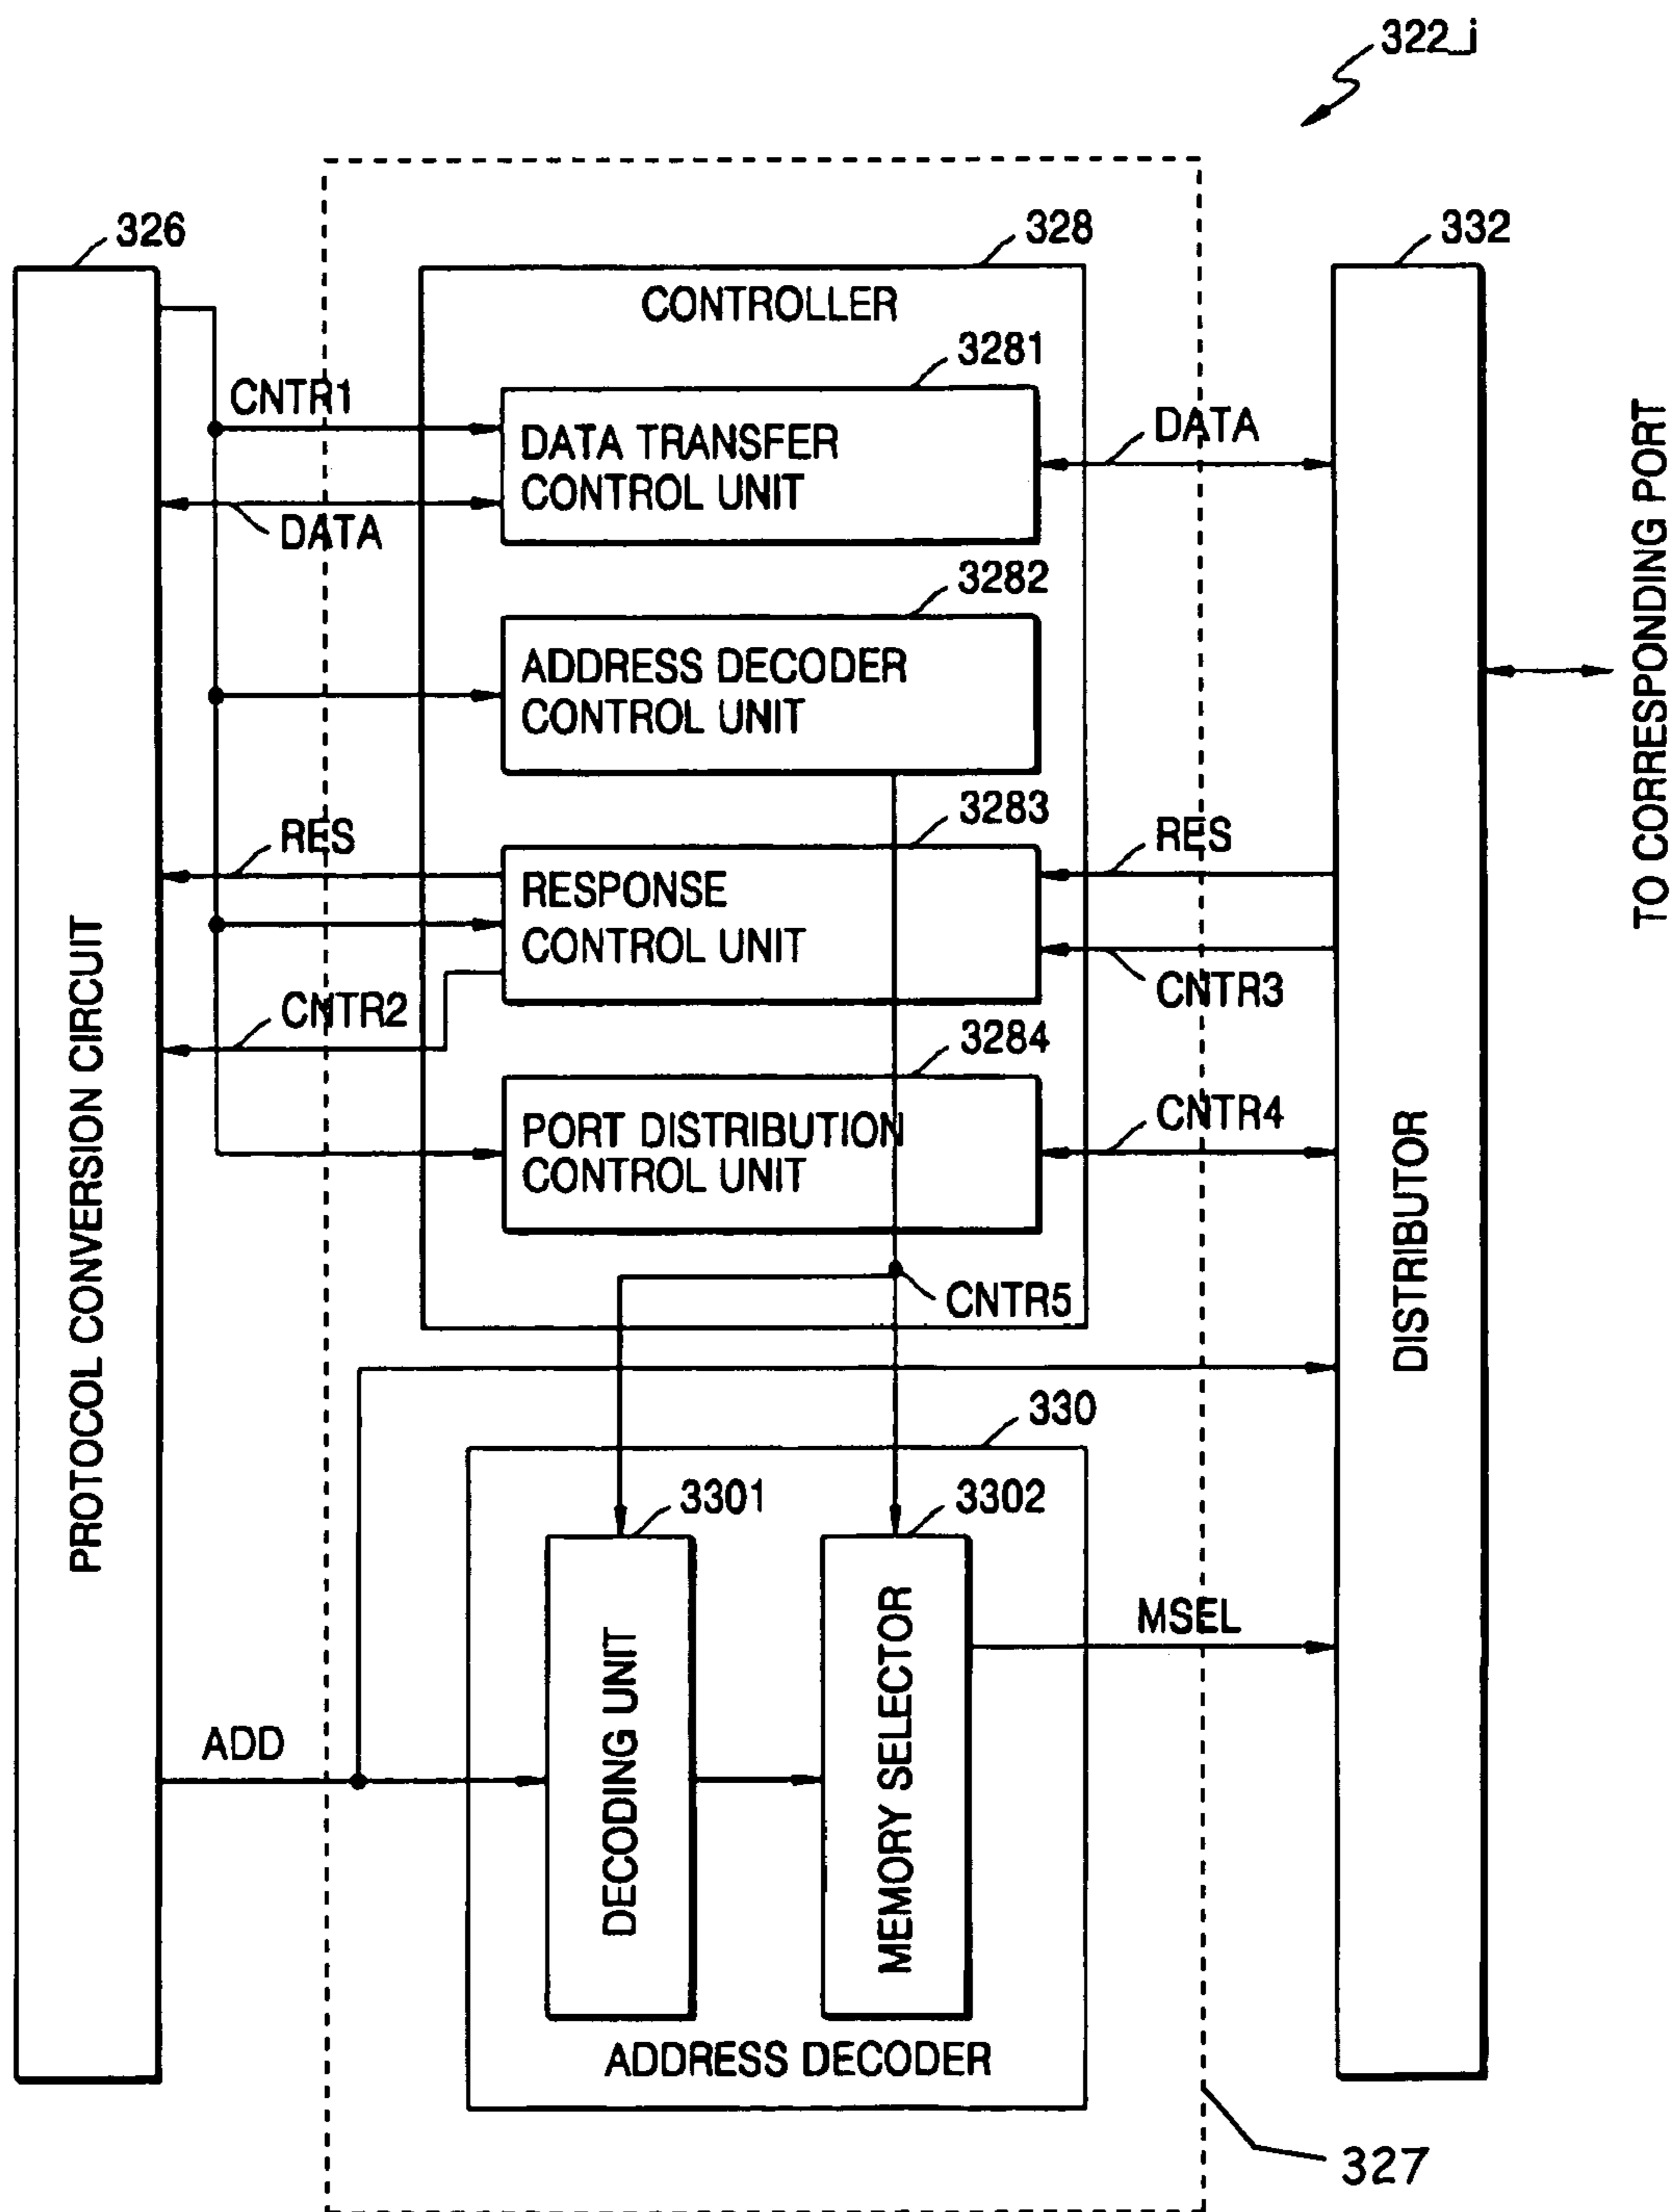 322_i
326
328
332
CONTROLLER
3281
CNTR1
DATA TRANSFER
CONTROL UNIT
DATA
DATA
3282
ADDRESS DECODER
CONTROL UNIT
3283
RES
RES
RESPONSE
CONTROL UNIT
CNTR2
CNTR3
3284
PORT DISTRIBUTION
CONTROL UNIT
CNTR4
CNTR5
PROTOCOL CONVERSION CIRCUIT
DISTRIBUTOR
TO CORRESPONDING PORT
330
3301
3302
DECODING UNIT
MEMORY SELECTOR
MSEL
ADD
ADDRESS DECODER
327